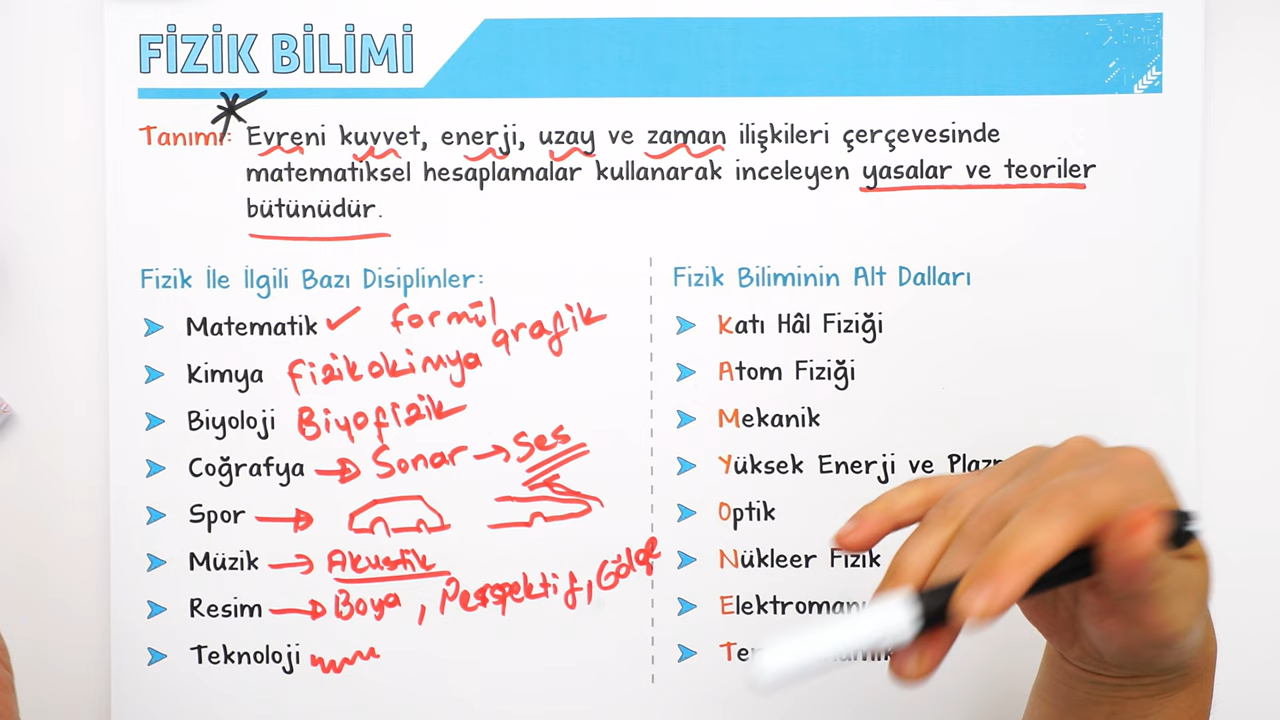 FİZİK BİLİMİ
Tanımı: Evreni kuvvet, enerji, uzay ve zaman ilişkileri çerçevesinde
matematiksel hesaplamalar kullanarak inceleyen yasalar ve teoriler
bütünüdür.
Fizik İle İlgili Bazı Disiplinler:
Matematik formül grafik
Kimya fizikokimya
Biyoloji Biyofizik
Coğrafya Sonar Ses
Spor
Müzik Akustik
Resim Boya, Perspektif, Gölge
Teknoloji
Fizik Biliminin Alt Dalları
Katı Hâl Fiziği
Atom Fiziği
Mekanik
Yüksek Enerji ve
Optik
Nükleer Fizik